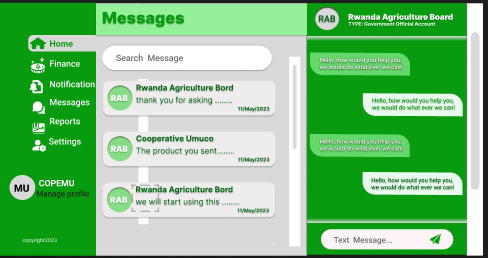 Home
Finance
Notification
Messages
Reports
Settings
MU
COPEMU
Manage profile
copyright2023
Messages
Search Message
RAB
Rwanda Agriculture Bord
thank you for asking ........
11/May/2023
RAB
Cooperative Umuco
The product you sent........
11/May/2023
RAB
Rwanda Agriculture Bord
we will start using this ........
11/May/2023
RAB
Rwanda Agriculture Board
TYPE: Government Official Account
Hello, how would you help you,
we would do what ever we can!
Hello, how would you help you,
we would do what ever we can!
Hello, how would you help you,
we would do what ever we can!
Hello, how would you help you,
we would do what ever we can!
Text Message...